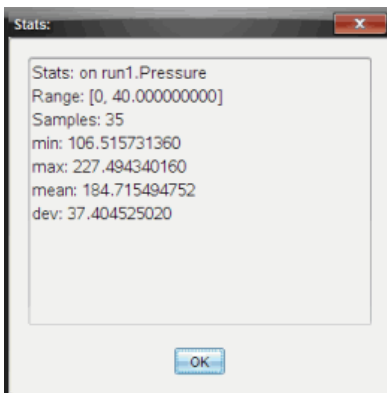 Stats:
Stats: on run1.Pressure
Range: [0, 40.000000000]
Samples: 35
min: 106.515731360
max: 227.494340160
mean: 184.715494752
dev: 37.404525020
OK